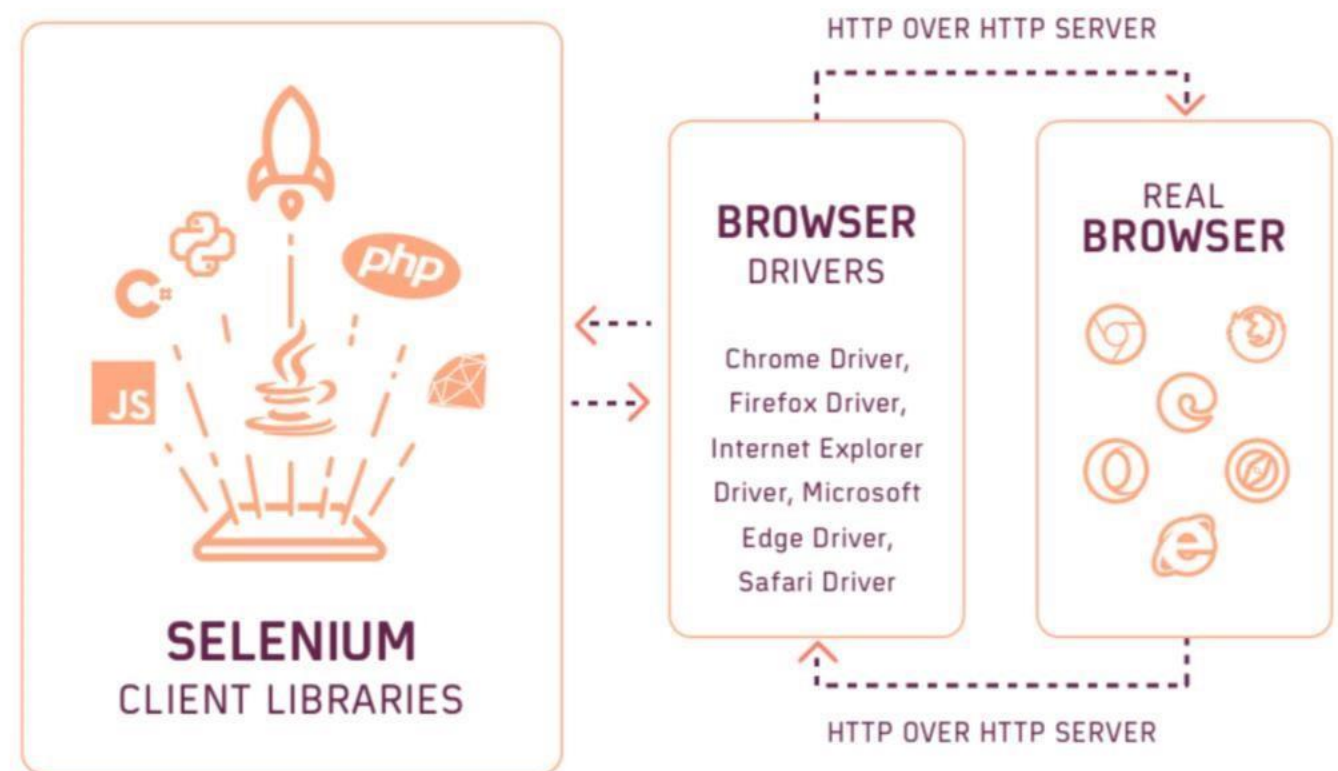 HTTP OVER HTTP SERVER
C#
php
JS
SELENIUM
CLIENT LIBRARIES
BROWSER
DRIVERS
Chrome Driver,
Firefox Driver,
Internet Explorer
Driver, Microsoft
Edge Driver,
Safari Driver
REAL
BROWSER
HTTP OVER HTTP SERVER